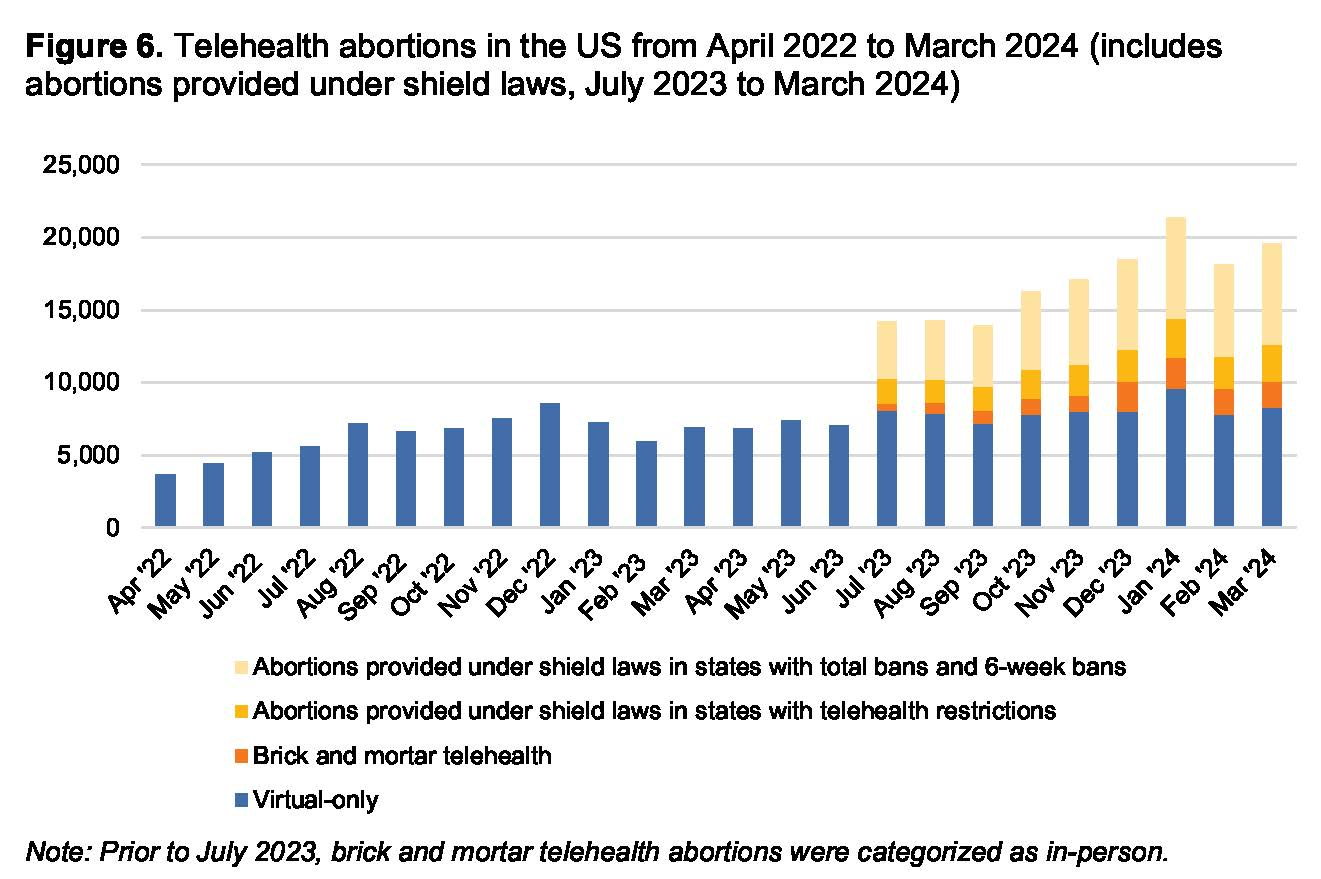 Figure 6. Telehealth abortions in the US from April 2022 to March 2024 (includes
abortions provided under shield laws, July 2023 to March 2024)
25,000
20,000
15,000
10,000
5,000
0
Apr '22
May '22
Jun '22
Jul '22
Aug '22
Sep '22
Oct '22
Nov '22
Dec '22
Jan '23
Feb '23
Mar '23
Apr '23
May '23
Jun '23
Jul '23
Aug '23
Sep '23
Oct '23
Nov '23
Dec '23
Jan '24
Feb '24
Mar '24
Abortions provided under shield laws in states with total bans and 6-week bans
Abortions provided under shield laws in states with telehealth restrictions
Brick and mortar telehealth
Virtual-only
Note: Prior to July 2023, brick and mortar telehealth abortions were categorized as in-person.